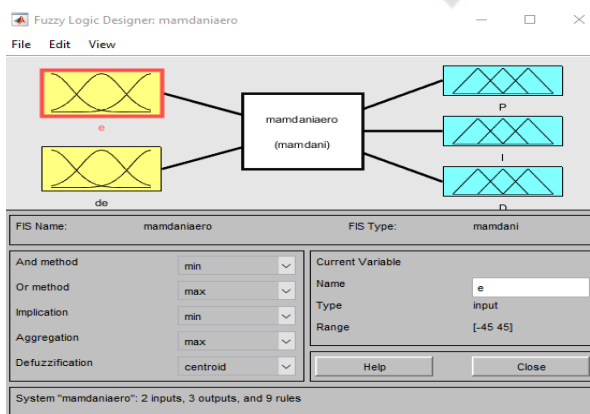 Fuzzy Logic Designer: mamdaniaero
File Edit View
e
de
mamdaniaero
(mamdani)
P
I
D
FIS Name: mamdaniaero FIS Type: mamdani
And method min
Or method max
Implication min
Aggregation max
Defuzzification centroid
Current Variable
Name e
Type input
Range [-45 45]
Help Close
System "mamdaniaero": 2 inputs, 3 outputs, and 9 rules